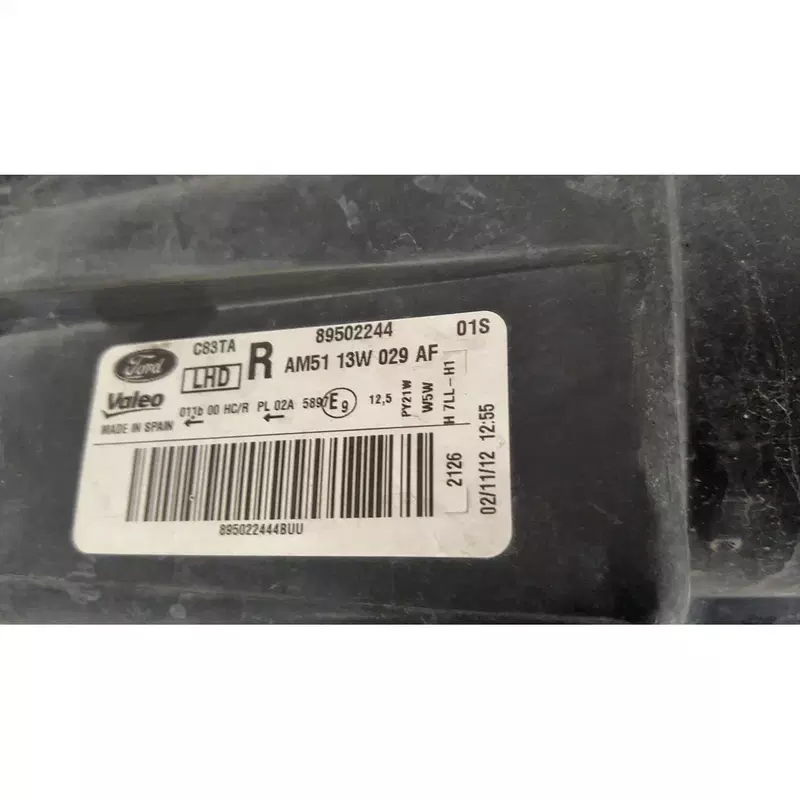 Ford C83TA 89502244 01S
LHD R AM51 13W 029 AF
Valeo 011b 00 HC/R PL 02A 5897 E9 12,5
MADE IN SPAIN
PY21W
W5W
H 7LL-H1
2126
02/11/12 12:55
895022444BUU